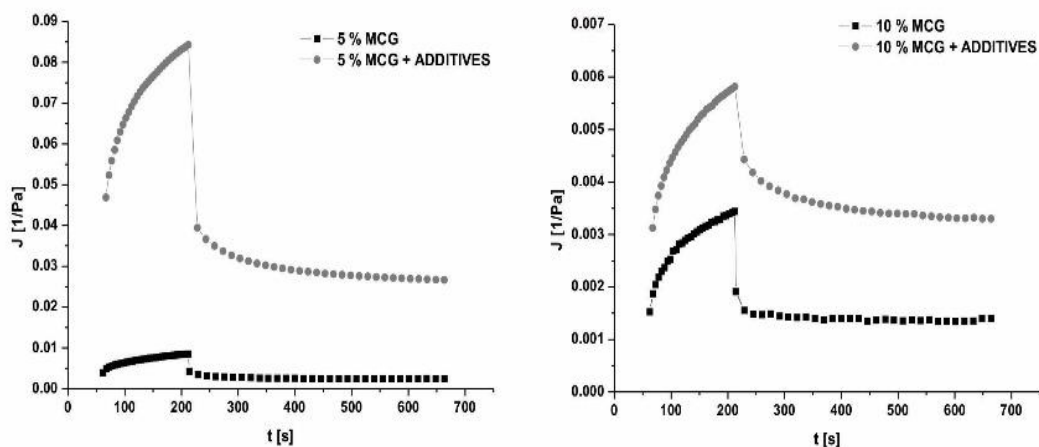 0.09
0.08
0.07
0.06
0.05
0.04
0.03
0.02
0.01
0.00
J [1/Pa]
5 % MCG
5 % MCG + ADDITIVES
0 100 200 300 400 500 600 700
t [s]
0.007
0.006
0.005
0.004
0.003
0.002
0.001
0.000
J [1/Pa]
10 % MCG
10 % MCG + ADDITIVES
0 100 200 300 400 500 600 700
t [s]